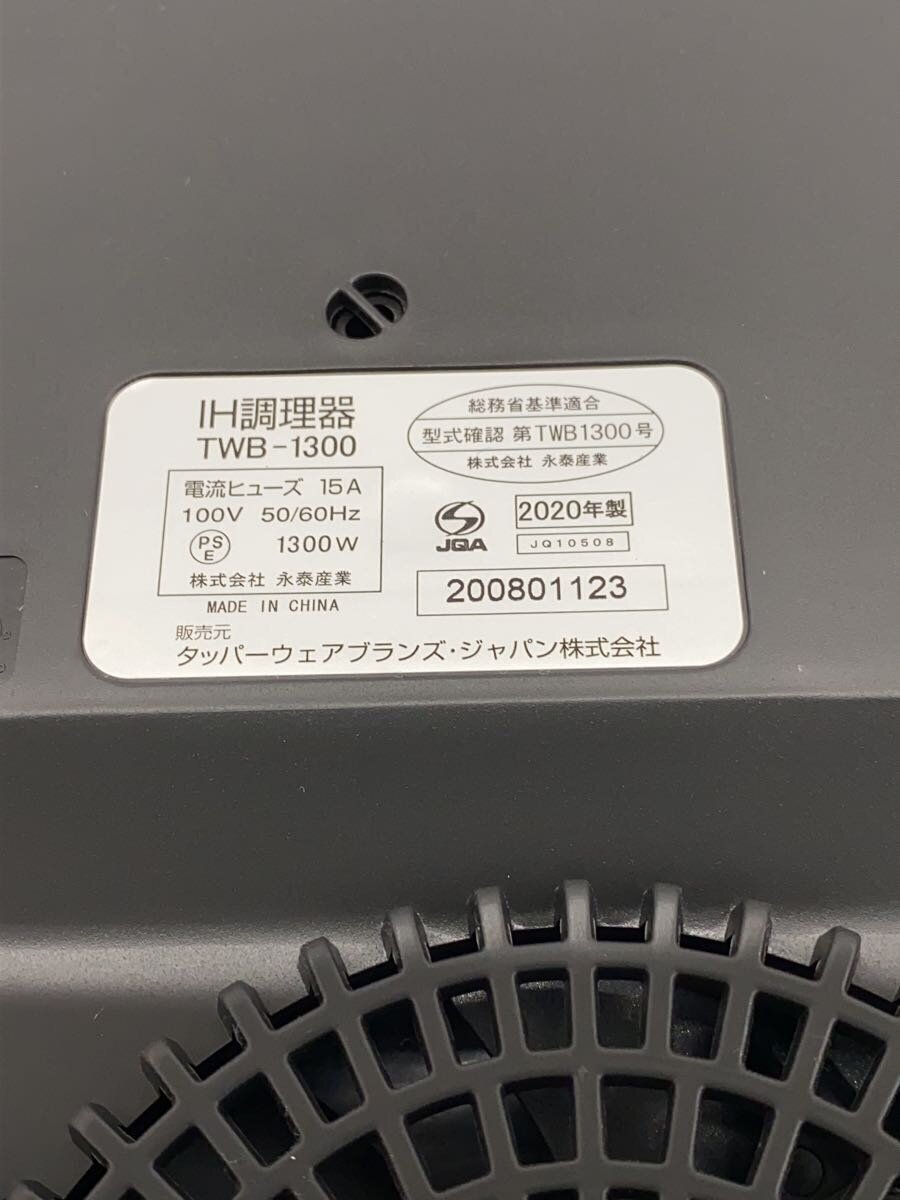 IH調理器
TWB-1300
電流ヒューズ 15A
100V 50/60Hz
PSE 1300W
株式会社 永泰産業
MADE IN CHINA
総務省基準適合
型式確認 第TWB1300号
株式会社 永泰産業
JQA
2020年製
JQ10508
200801123
販売元
タッパーウェアブランズ・ジャパン株式会社